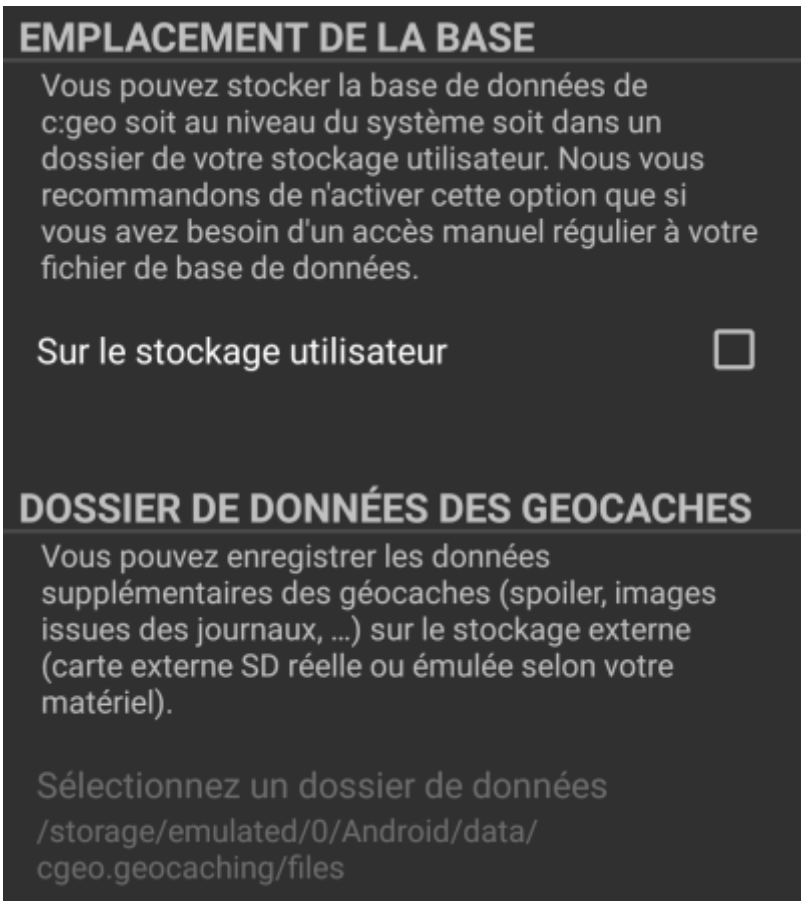 EMPLACEMENT DE LA BASE
Vous pouvez stocker la base de données de
c:geo soit au niveau du système soit dans un
dossier de votre stockage utilisateur. Nous vous
recommandons de n'activer cette option que si
vous avez besoin d'un accès manuel régulier à votre
fichier de base de données.
Sur le stockage utilisateur
DOSSIER DE DONNÉES DES GEOCACHES
Vous pouvez enregistrer les données
supplémentaires des géocaches (spoiler, images
issues des journaux, …) sur le stockage externe
(carte externe SD réelle ou émulée selon votre
matériel).
Sélectionnez un dossier de données
/storage/emulated/0/Android/data/
cgeo.geocaching/files